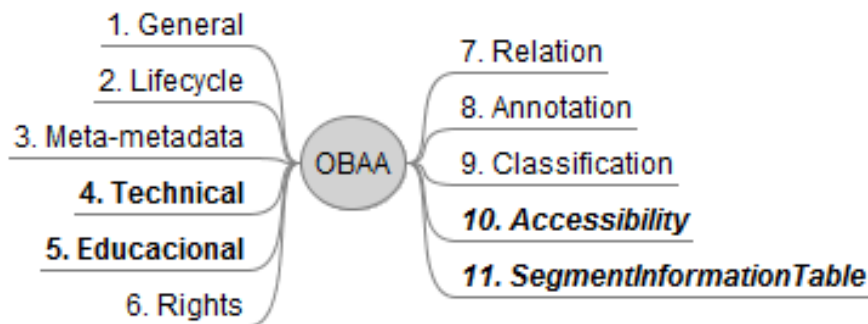 1. General
2. Lifecycle
3. Meta-metadata
4. Technical
5. Educacional
6. Rights
OBAA
7. Relation
8. Annotation
9. Classification
10. Accessibility
11. SegmentInformationTable